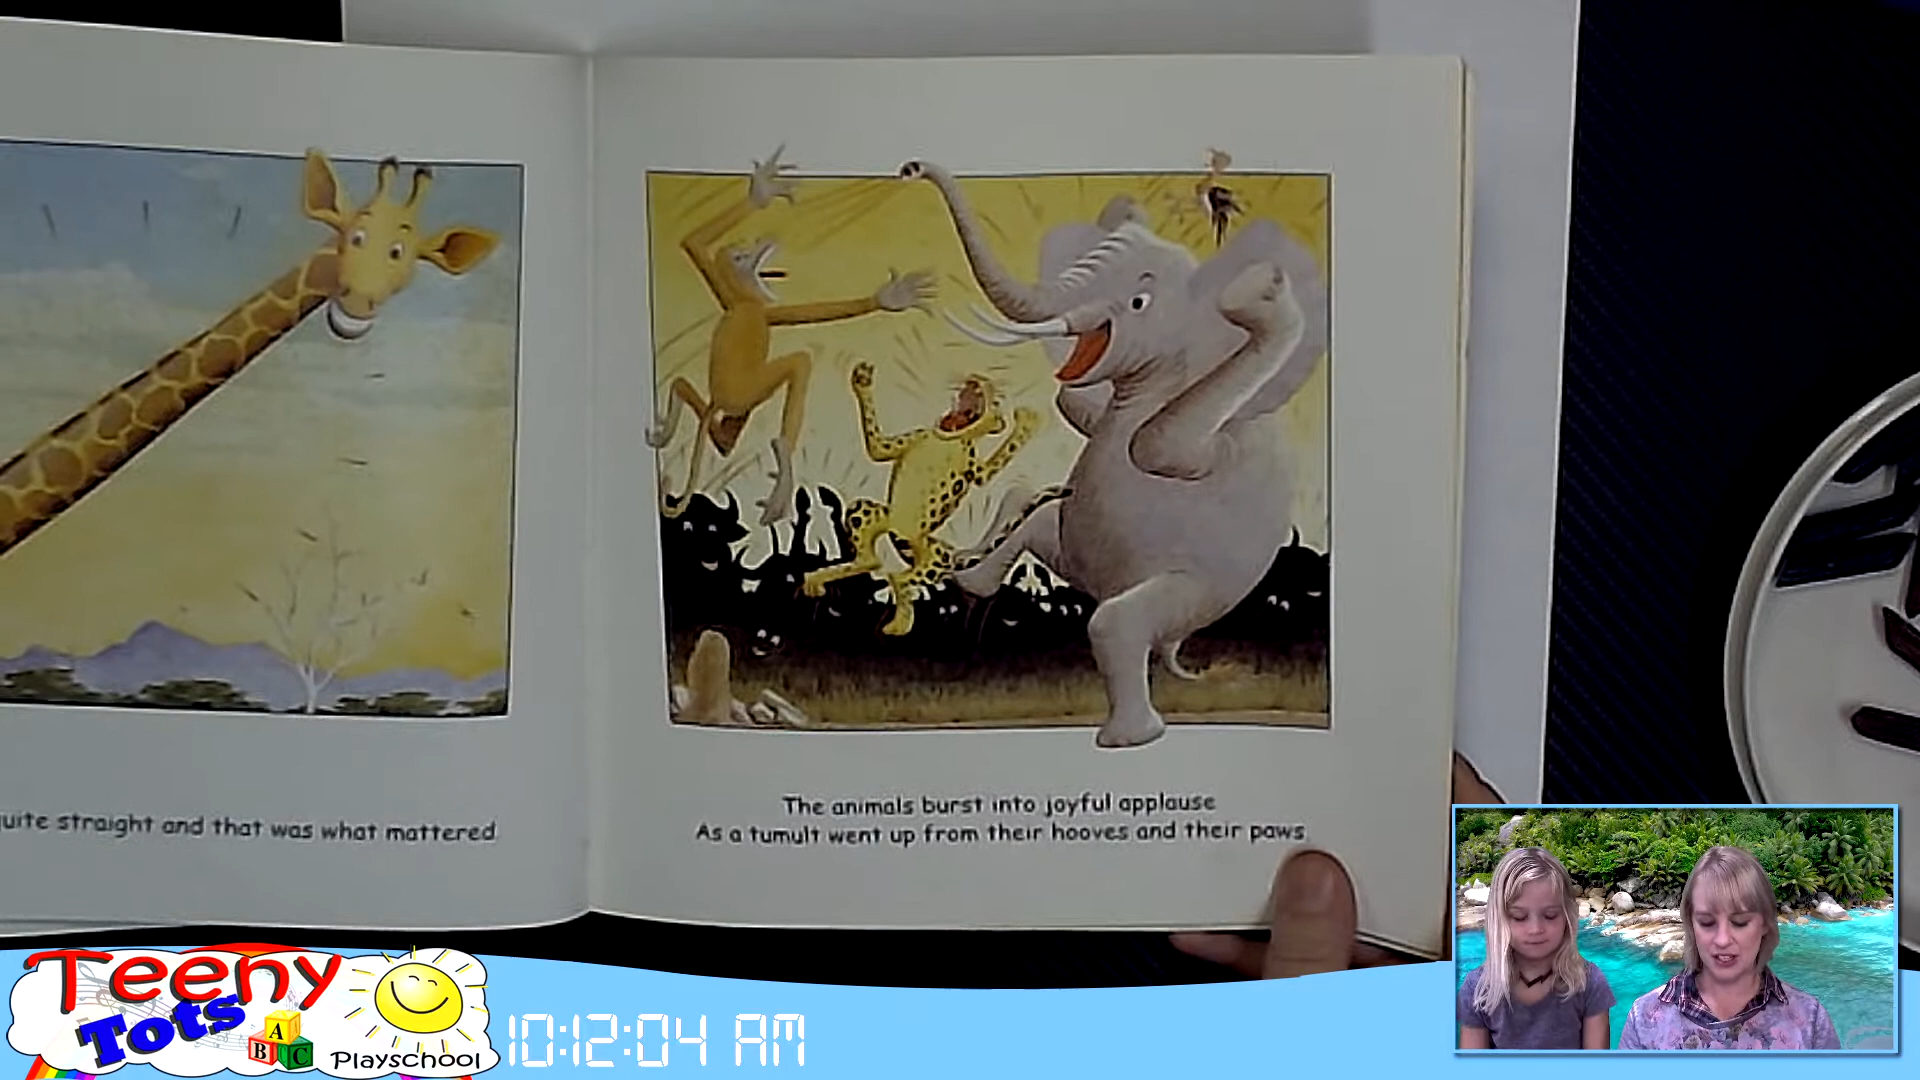 quite straight and that was what mattered
The animals burst into joyful applause
As a tumult went up from their hooves and their paws
Teeny
Tots
A
B C
Playschool
10:12:04 AM